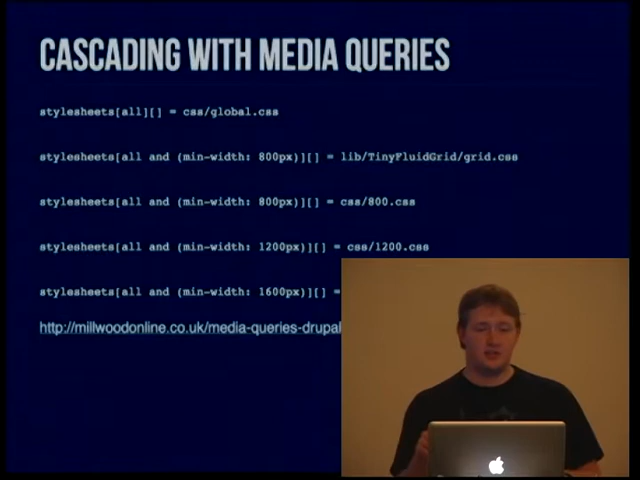 CASCADING WITH MEDIA QUERIES
stylesheets[all][] = css/global.css
stylesheets[all and (min-width: 800px)][] = lib/TinyFluidGrid/grid.css
stylesheets[all and (min-width: 800px)][] = css/800.css
stylesheets[all and (min-width: 1200px)][] = css/1200.css
stylesheets[all and (min-width: 1600px)][] =
http://millwoodonline.co.uk/media-queries-drupal